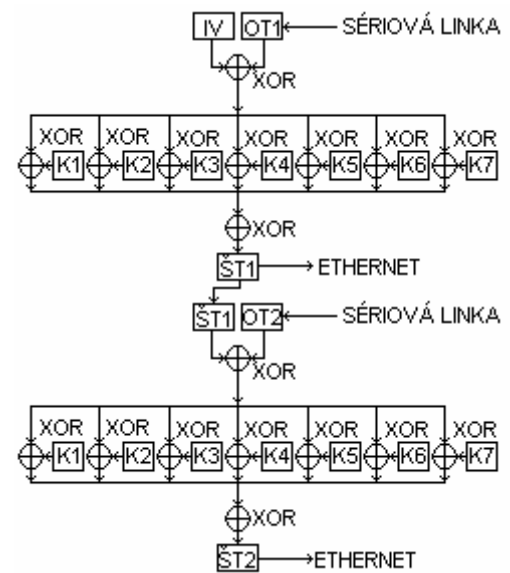 IV OT1 SÉRIOVÁ LINKA
XOR
XOR XOR XOR XOR XOR XOR XOR
K1 K2 K3 K4 K5 K6 K7
XOR
ŠT1 ETHERNET
ŠT1 OT2 SÉRIOVÁ LINKA
XOR
XOR XOR XOR XOR XOR XOR XOR
K1 K2 K3 K4 K5 K6 K7
XOR
ŠT2 ETHERNET